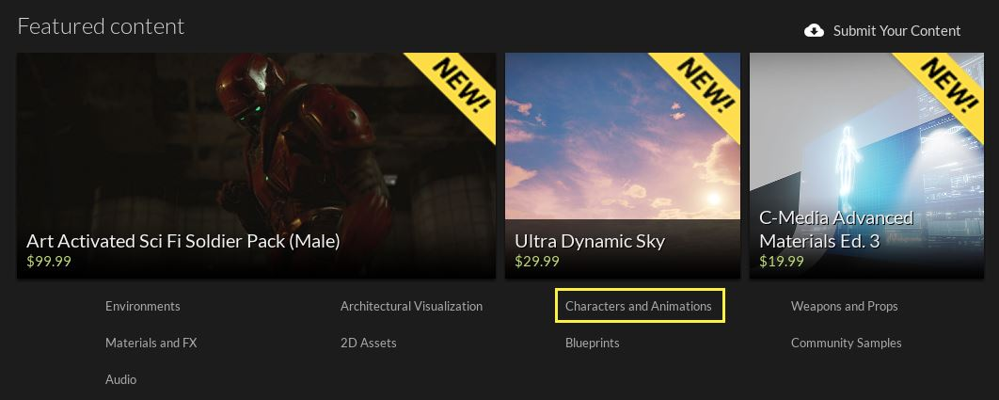 Featured content
Submit Your Content
NEW!
NEW!
NEW!
Art Activated Sci Fi Soldier Pack (Male)
$99.99
Ultra Dynamic Sky
$29.99
C-Media Advanced
Materials Ed. 3
$19.99
Environments
Architectural Visualization
Characters and Animations
Weapons and Props
Materials and FX
2D Assets
Blueprints
Community Samples
Audio